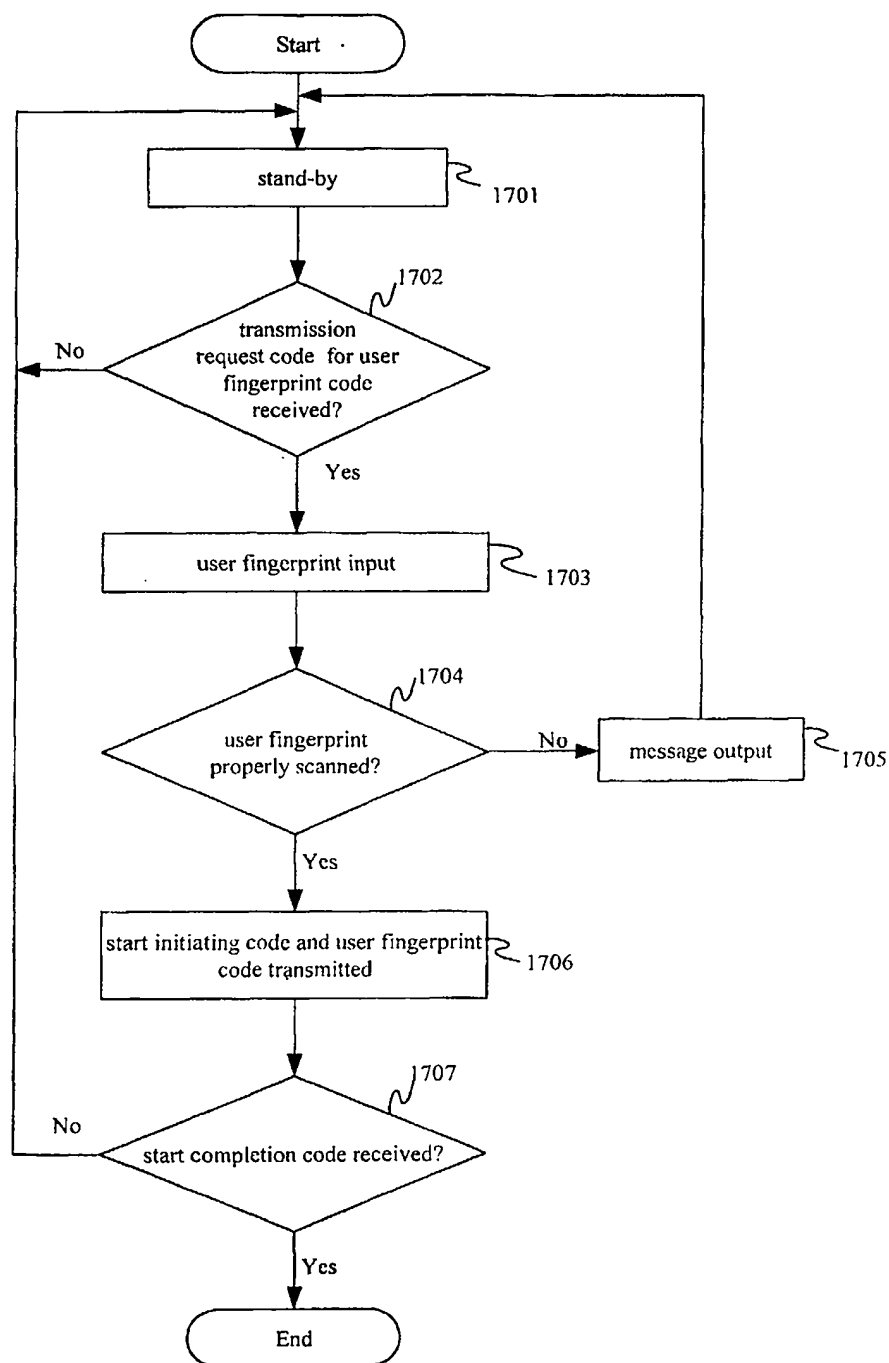 Start
stand-by
1701
1702
transmission
request code for user
fingerprint code
received?
No
Yes
user fingerprint input
1703
1704
user fingerprint
properly scanned?
No
message output
1705
Yes
start initiating code and user fingerprint
code transmitted
1706
1707
No
start completion code received?
Yes
End